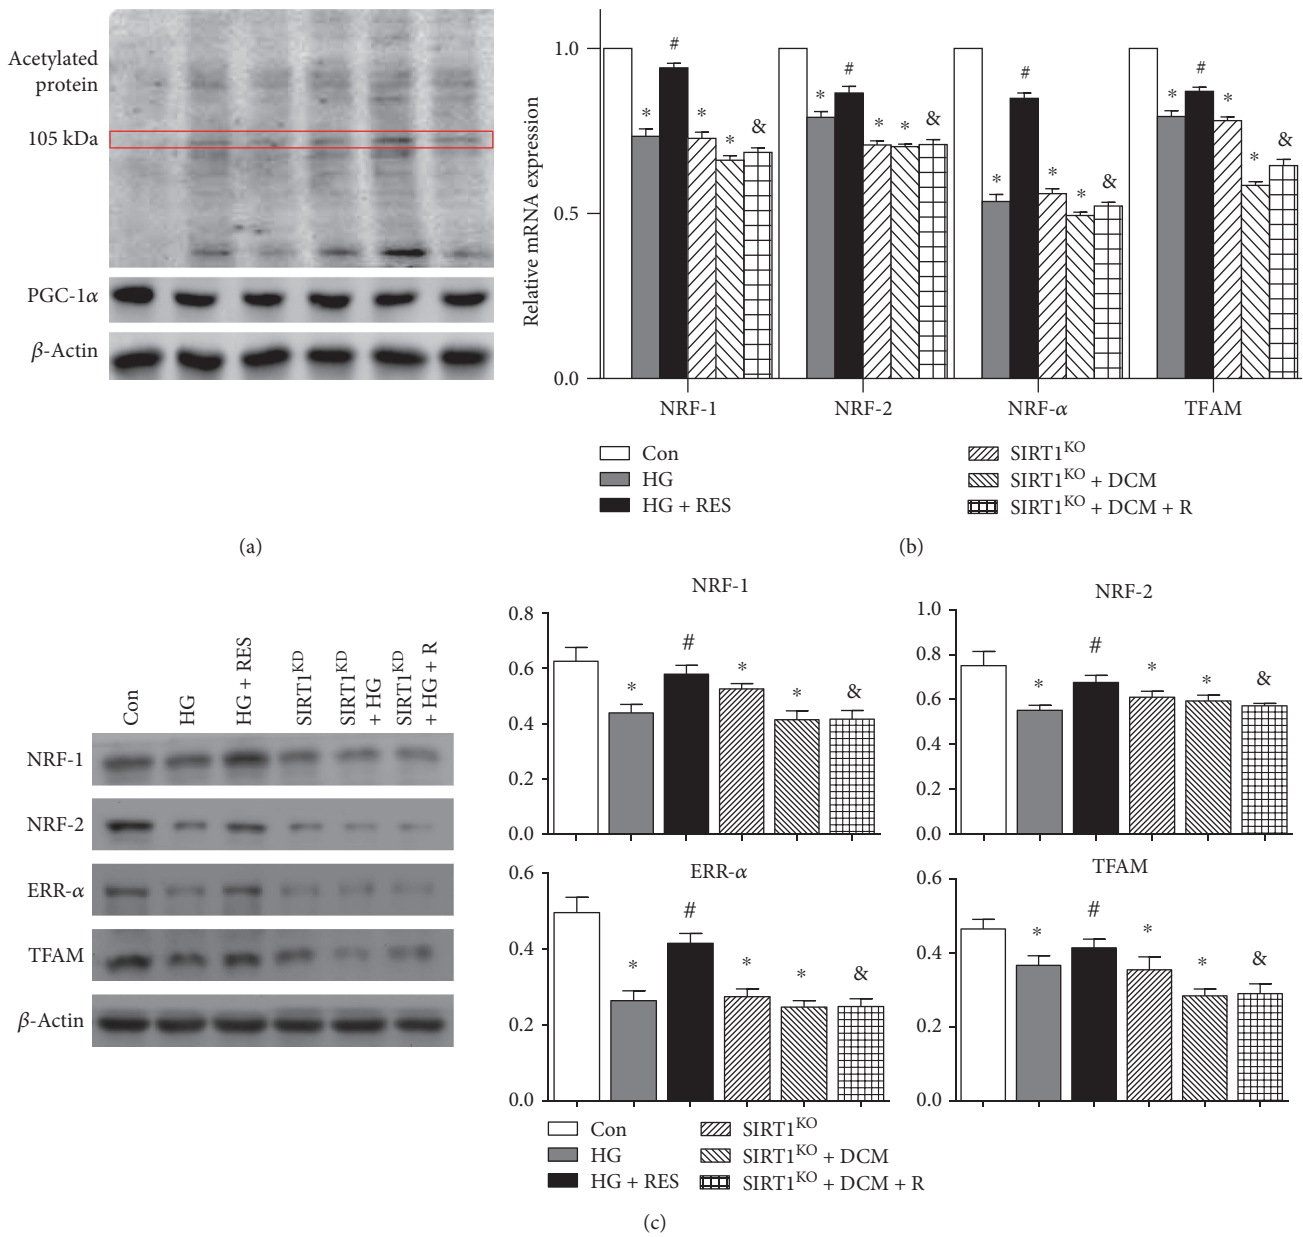 Acetylated
protein
105 kDa
PGC-1α
β-Actin
(a)
Relative mRNA expression
1.0
0.5
0.0
* # * * &
* # * * &
* # * * &
* # * * &
NRF-1
NRF-2
NRF-α
TFAM
Con
HG
HG + RES
SIRT1KO
SIRT1KO + DCM
SIRT1KO + DCM + R
(b)
Con
HG
HG + RES
SIRT1KD
SIRT1KD
+ HG
SIRT1KD
+ HG + R
NRF-1
NRF-2
ERR-α
TFAM
β-Actin
NRF-1
0.8
0.6
0.4
0.2
0.0
* # * * &
NRF-2
1.0
0.8
0.6
0.4
0.2
0.0
* # * * &
ERR-α
0.6
0.4
0.2
0.0
* # * * &
TFAM
0.6
0.4
0.2
0.0
* # * * &
Con
HG
HG + RES
SIRT1KO
SIRT1KO + DCM
SIRT1KO + DCM + R
(c)